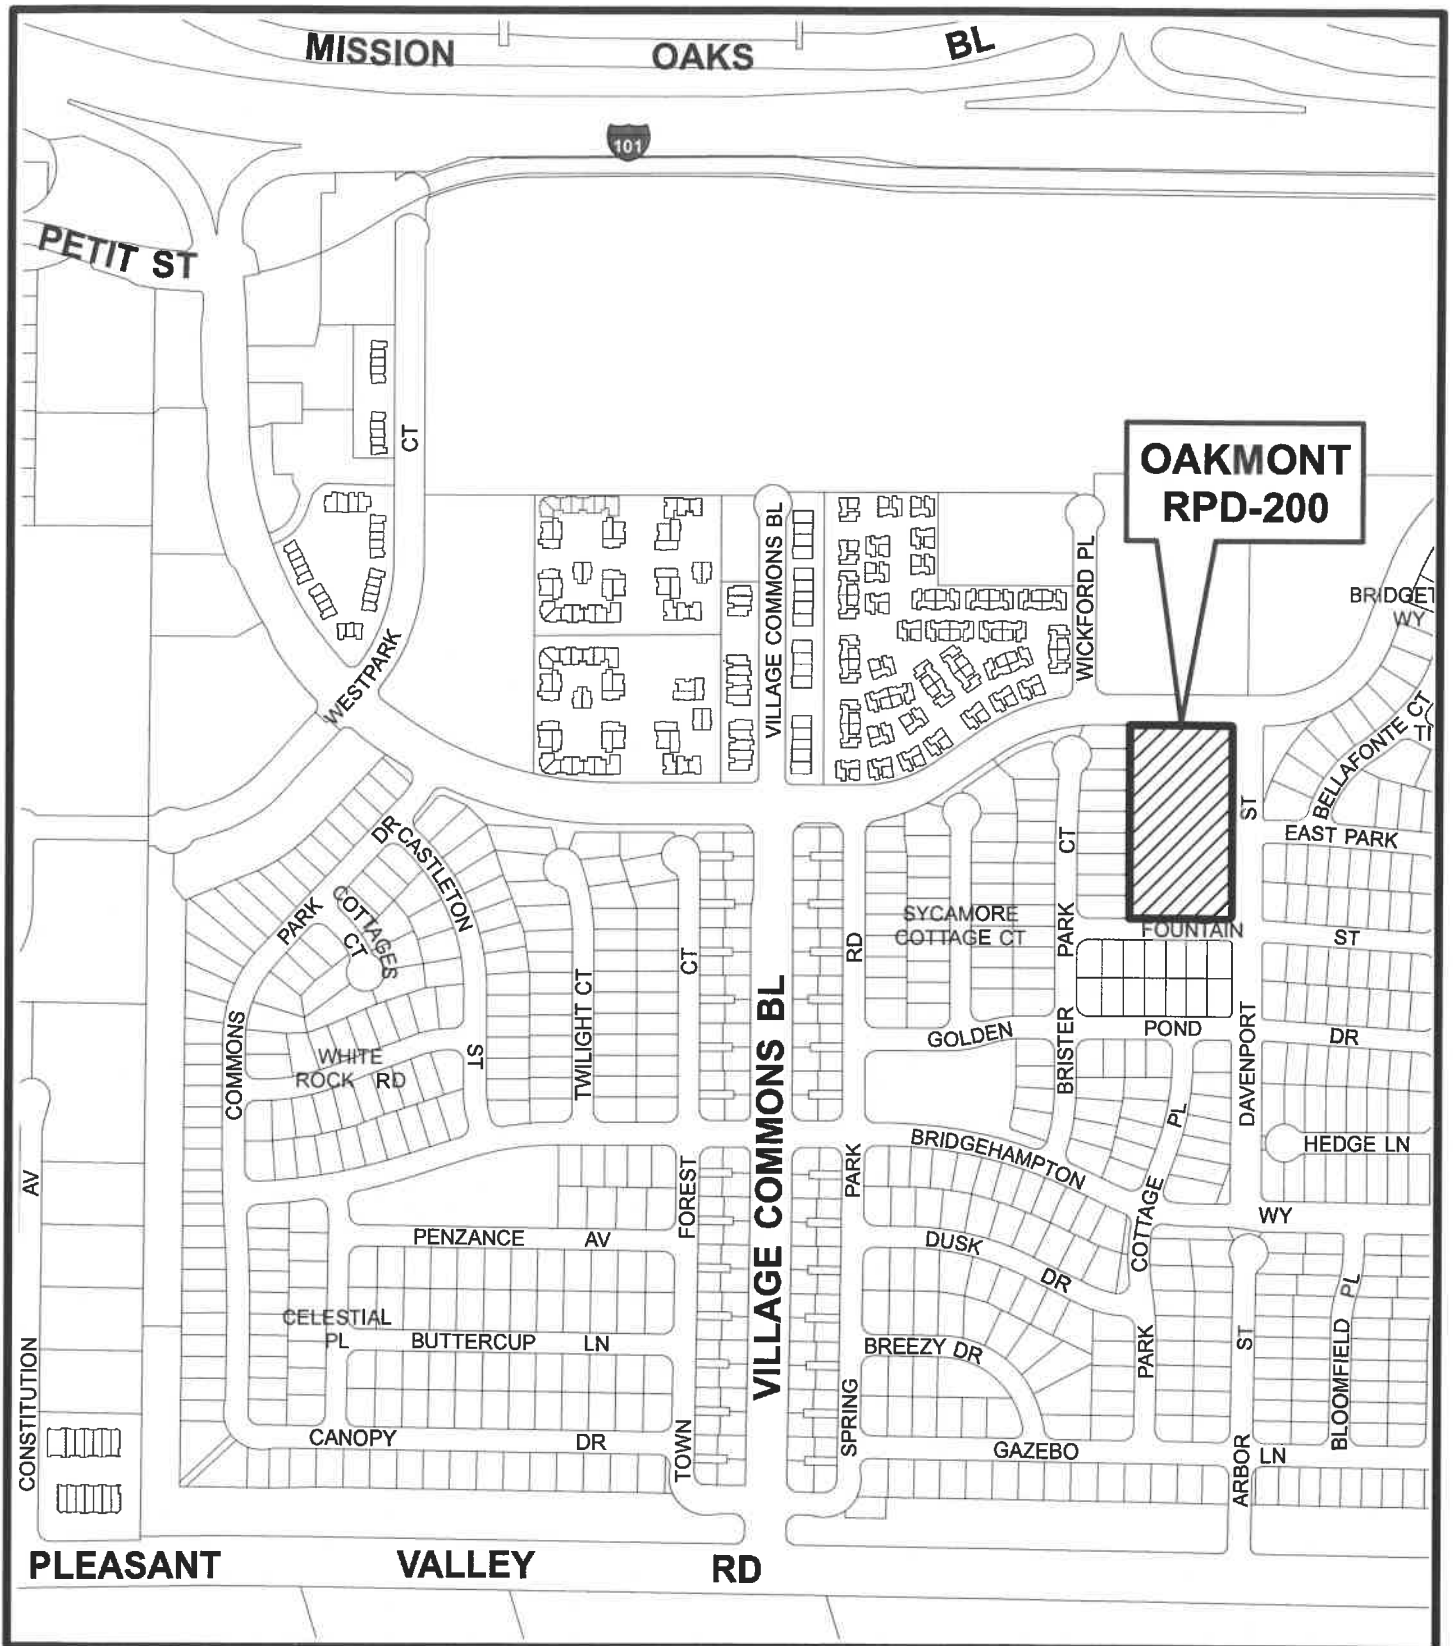 MISSION OAKS BL
101
PETIT ST
CT
OAKMONT
RPD-200
VILLAGE COMMONS BL
WICKFORD PL
WY
WESTPARK
BELLAFONTE CT
ST
EAST PARK
DR
CASTLETON
ST
COTTAGES
CT
COMMONS
PARK
TWILIGHT CT
CT
RD
SYCAMORE
COTTAGE CT
PARK
CT
FOUNTAIN
ST
WHITE
ROCK RD
VILLAGE COMMONS BL
GOLDEN
POND
DR
BRISTER
DAVENPORT
PL
HEDGE LN
AV
FOREST
PARK
BRIDGEHAMPTON
WY
COTTAGE
PENZANCE AV
DUSK
DR
CELESTIAL
PL
BUTTERCUP LN
BREEZY DR
PARK
ST
PL
BLOOMFIELD
CONSTITUTION
CANOPY DR
TOWN
SPRING
GAZEBO
LN
ARBOR
PLEASANT VALLEY RD